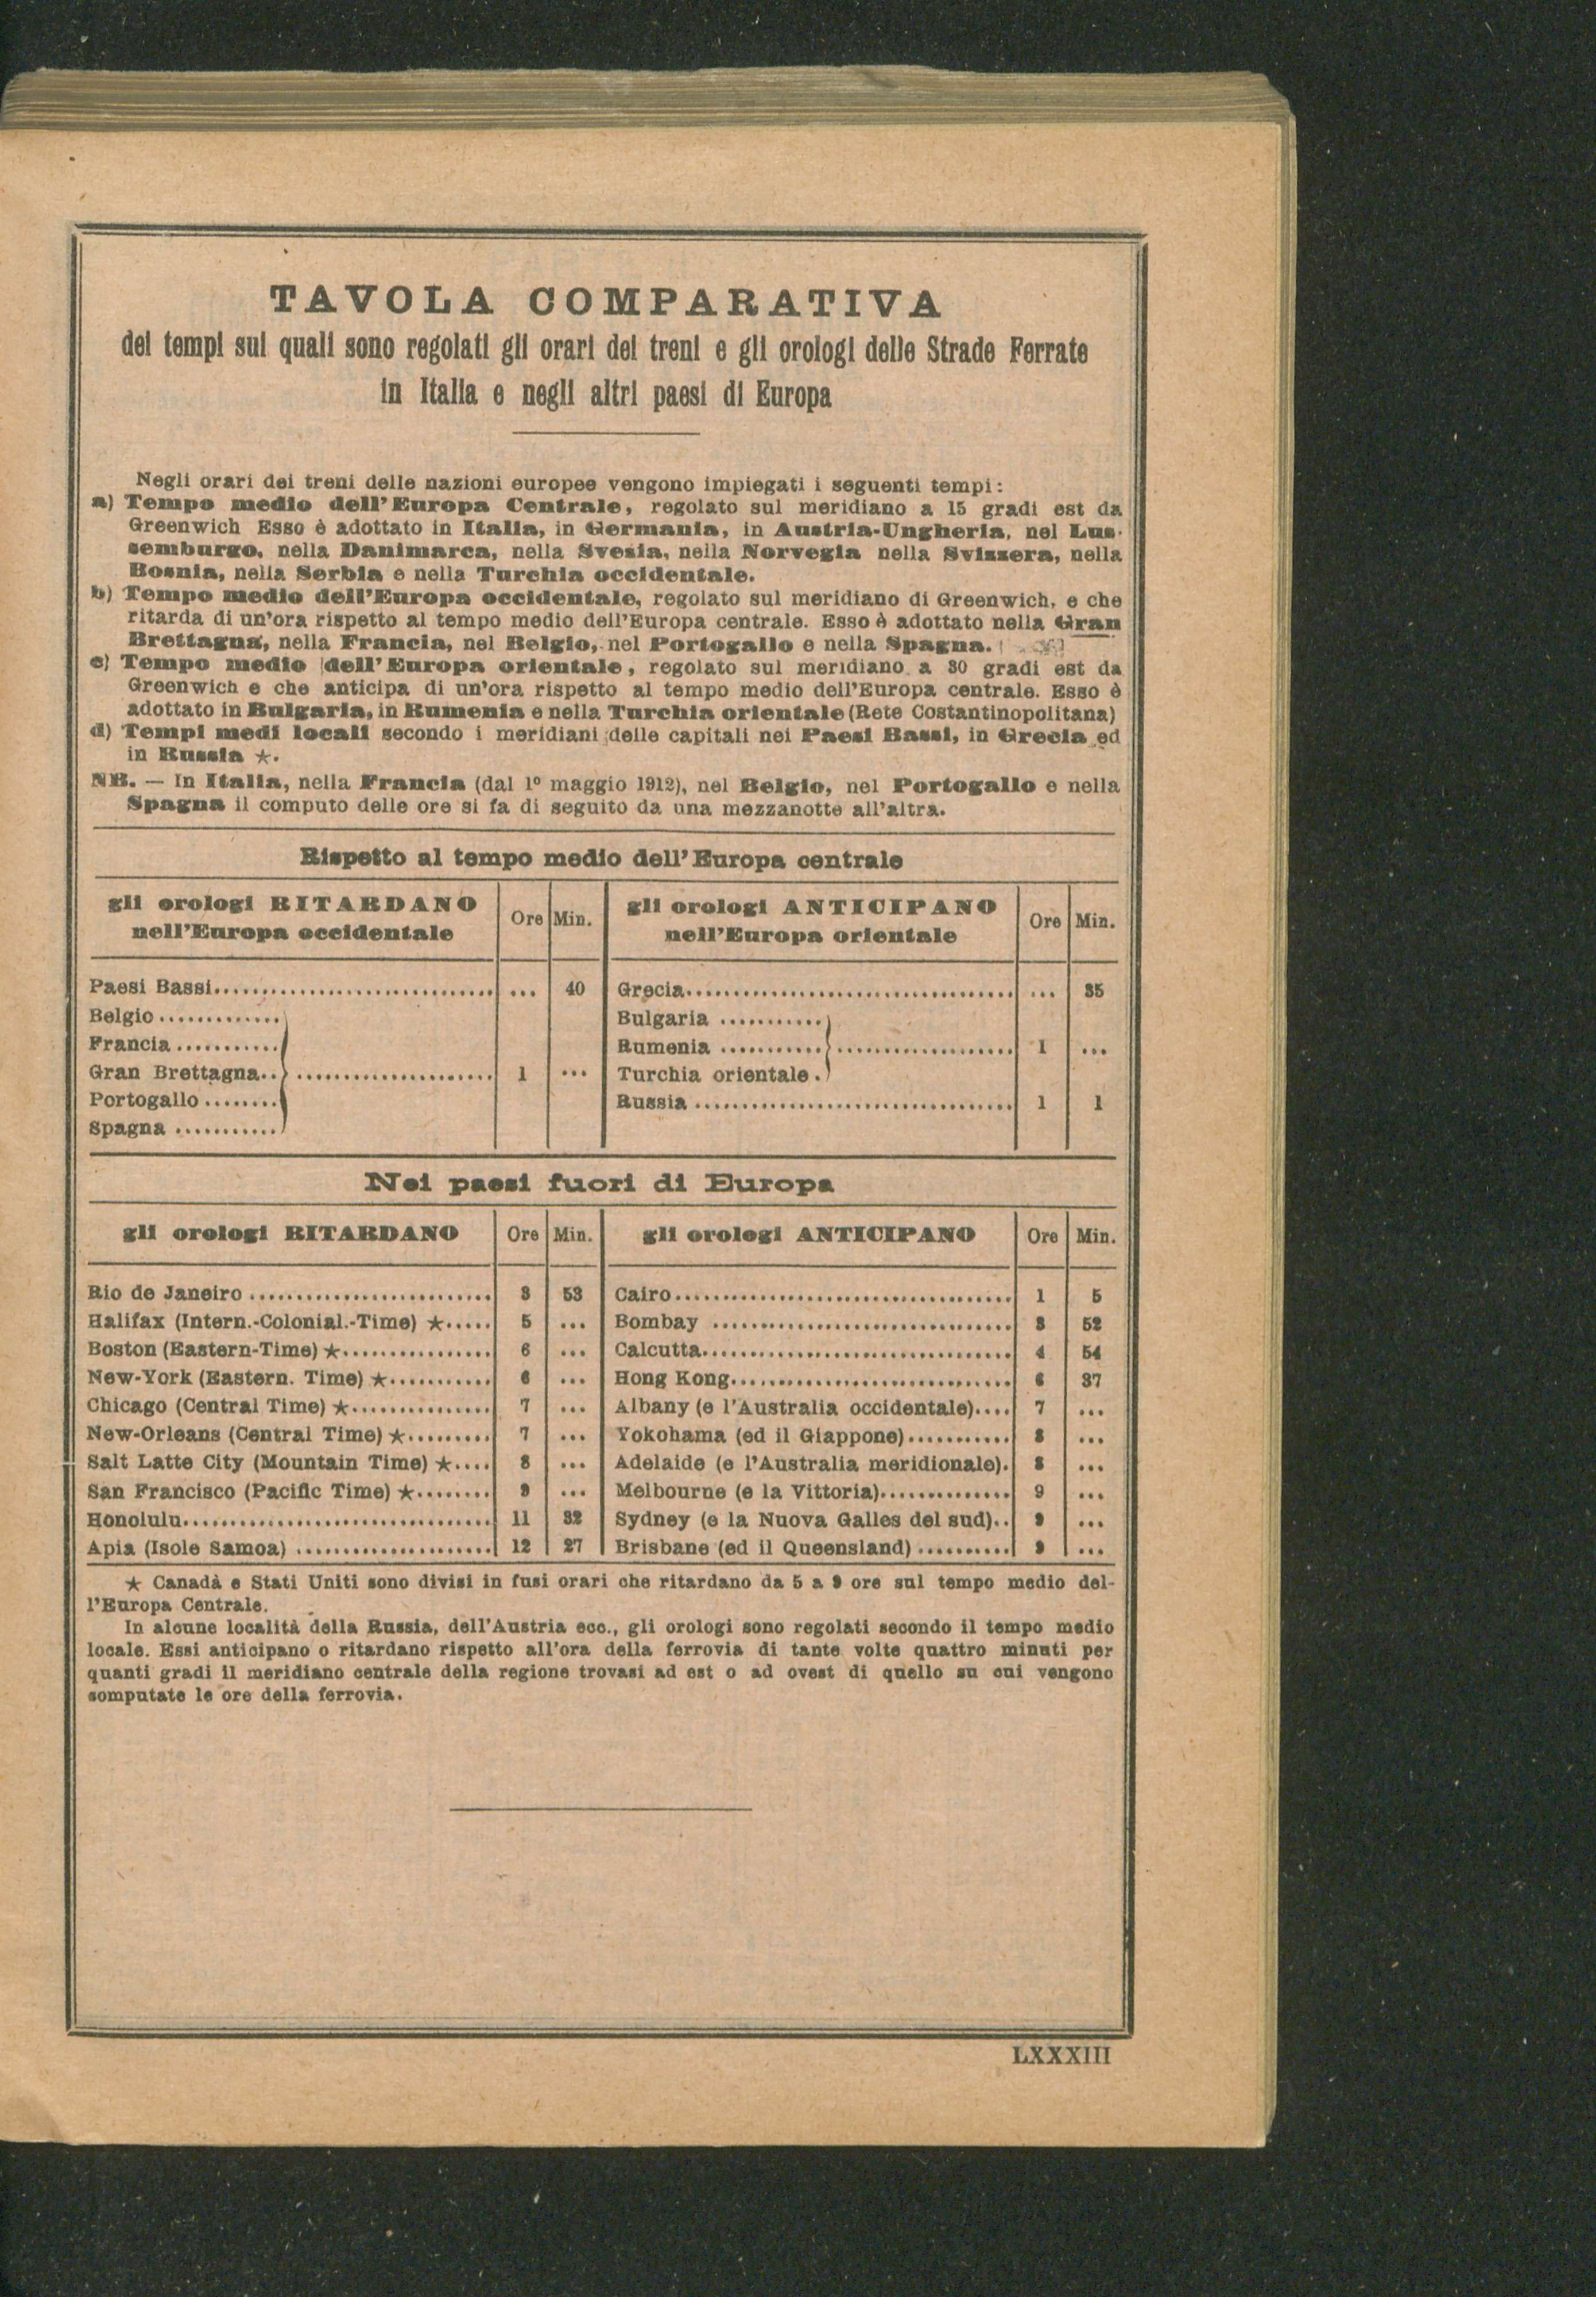 TAVOLA COMPARATIVA
dei tempi sui quali sono regolati gli orari dei treni e gli orologi delle Strade Ferrate
in Italia e negli altri paesi di Europa
Negli orari dei treni delle nazioni europee vengono impiegati i seguenti tempi:
a) Tempo medio dell'Europa Centrale, regolato sul meridiano a 15 gradi est da
Greenwich Esso è adottato in Italia, in Germania, in Austria-Ungheria, nel Lus-
semburgo, nella Danimarca, nella Svesia, nella Norvegia nella Svizzera, nella
Bosnia, nella Serbia e nella Turchia occidentale.
b) Tempo medio dell'Europa occidentale, regolato sul meridiano di Greenwich, e che
ritarda di un'ora rispetto al tempo medio dell'Europa centrale. Esso è adottato nella Gran
Brettagna, nella Francia, nel Belgio, nel Portogallo e nella Spagna.
c) Tempo medio dell'Europa orientale, regolato sul meridiano a 30 gradi est da
Greenwich e che anticipa di un'ora rispetto al tempo medio dell'Europa centrale. Esso è
adottato in Bulgaria, in Rumenia e nella Turchia orientale (Rete Costantinopolitana)
d) Tempi medi locali secondo i meridiani delle capitali nei Paesi Bassi, in Grecia ed
in Russia ★.
NB. — In Italia, nella Francia (dal 1º maggio 1912), nel Belgio, nel Portogallo e nella
Spagna il computo delle ore si fa di seguito da una mezzanotte all'altra.
Rispetto al tempo medio dell'Europa centrale
gli orologi RITARDANO nell'Europa occidentale Ore Min. gli orologi ANTICIPANO nell'Europa orientale Ore Min.
Paesi Bassi.............................. ... 40 Grecia................................... ... 35
Belgio ............. Bulgaria ...........
Francia ........... Rumenia ........... ................... 1 ...
Gran Brettagna.. ..................... 1 ... Turchia orientale .
Portogallo ........ Russia .................................. 1 1
Spagna ...........
Nei paesi fuori di Europa
gli orologi RITARDANO Ore Min. gli orologi ANTICIPANO Ore Min.
Rio de Janeiro .......................... 3 53 Cairo.................................... 1 5
Halifax (Intern.-Colonial.-Time) ★..... 5 ... Bombay ................................ 3 52
Boston (Eastern-Time) ★................ 6 ... Calcutta................................. 4 54
New-York (Eastern. Time) ★........... 6 ... Hong Kong.............................. 6 37
Chicago (Central Time) ★............... 7 ... Albany (e l'Australia occidentale).... 7 ...
New-Orleans (Central Time) ★......... 7 ... Yokohama (ed il Giappone)........... 8 ...
Salt Latte City (Mountain Time) ★.... 8 ... Adelaide (e l'Australia meridionale). 8 ...
San Francisco (Pacific Time) ★........ 9 ... Melbourne (e la Vittoria).............. 9 ...
Honolulu................................. 11 32 Sydney (e la Nuova Galles del sud).. 9 ...
Apia (Isole Samoa) ..................... 12 27 Brisbane (ed il Queensland) .......... 9 ...
★ Canadà e Stati Uniti sono divisi in fusi orari che ritardano da 5 a 9 ore sul tempo medio del-
l'Europa Centrale.
In alcune località della Russia, dell'Austria ecc., gli orologi sono regolati secondo il tempo medio
locale. Essi anticipano o ritardano rispetto all'ora della ferrovia di tante volte quattro minuti per
quanti gradi il meridiano centrale della regione trovasi ad est o ad ovest di quello su cui vengono
somputate le ore della ferrovia.
LXXXIII